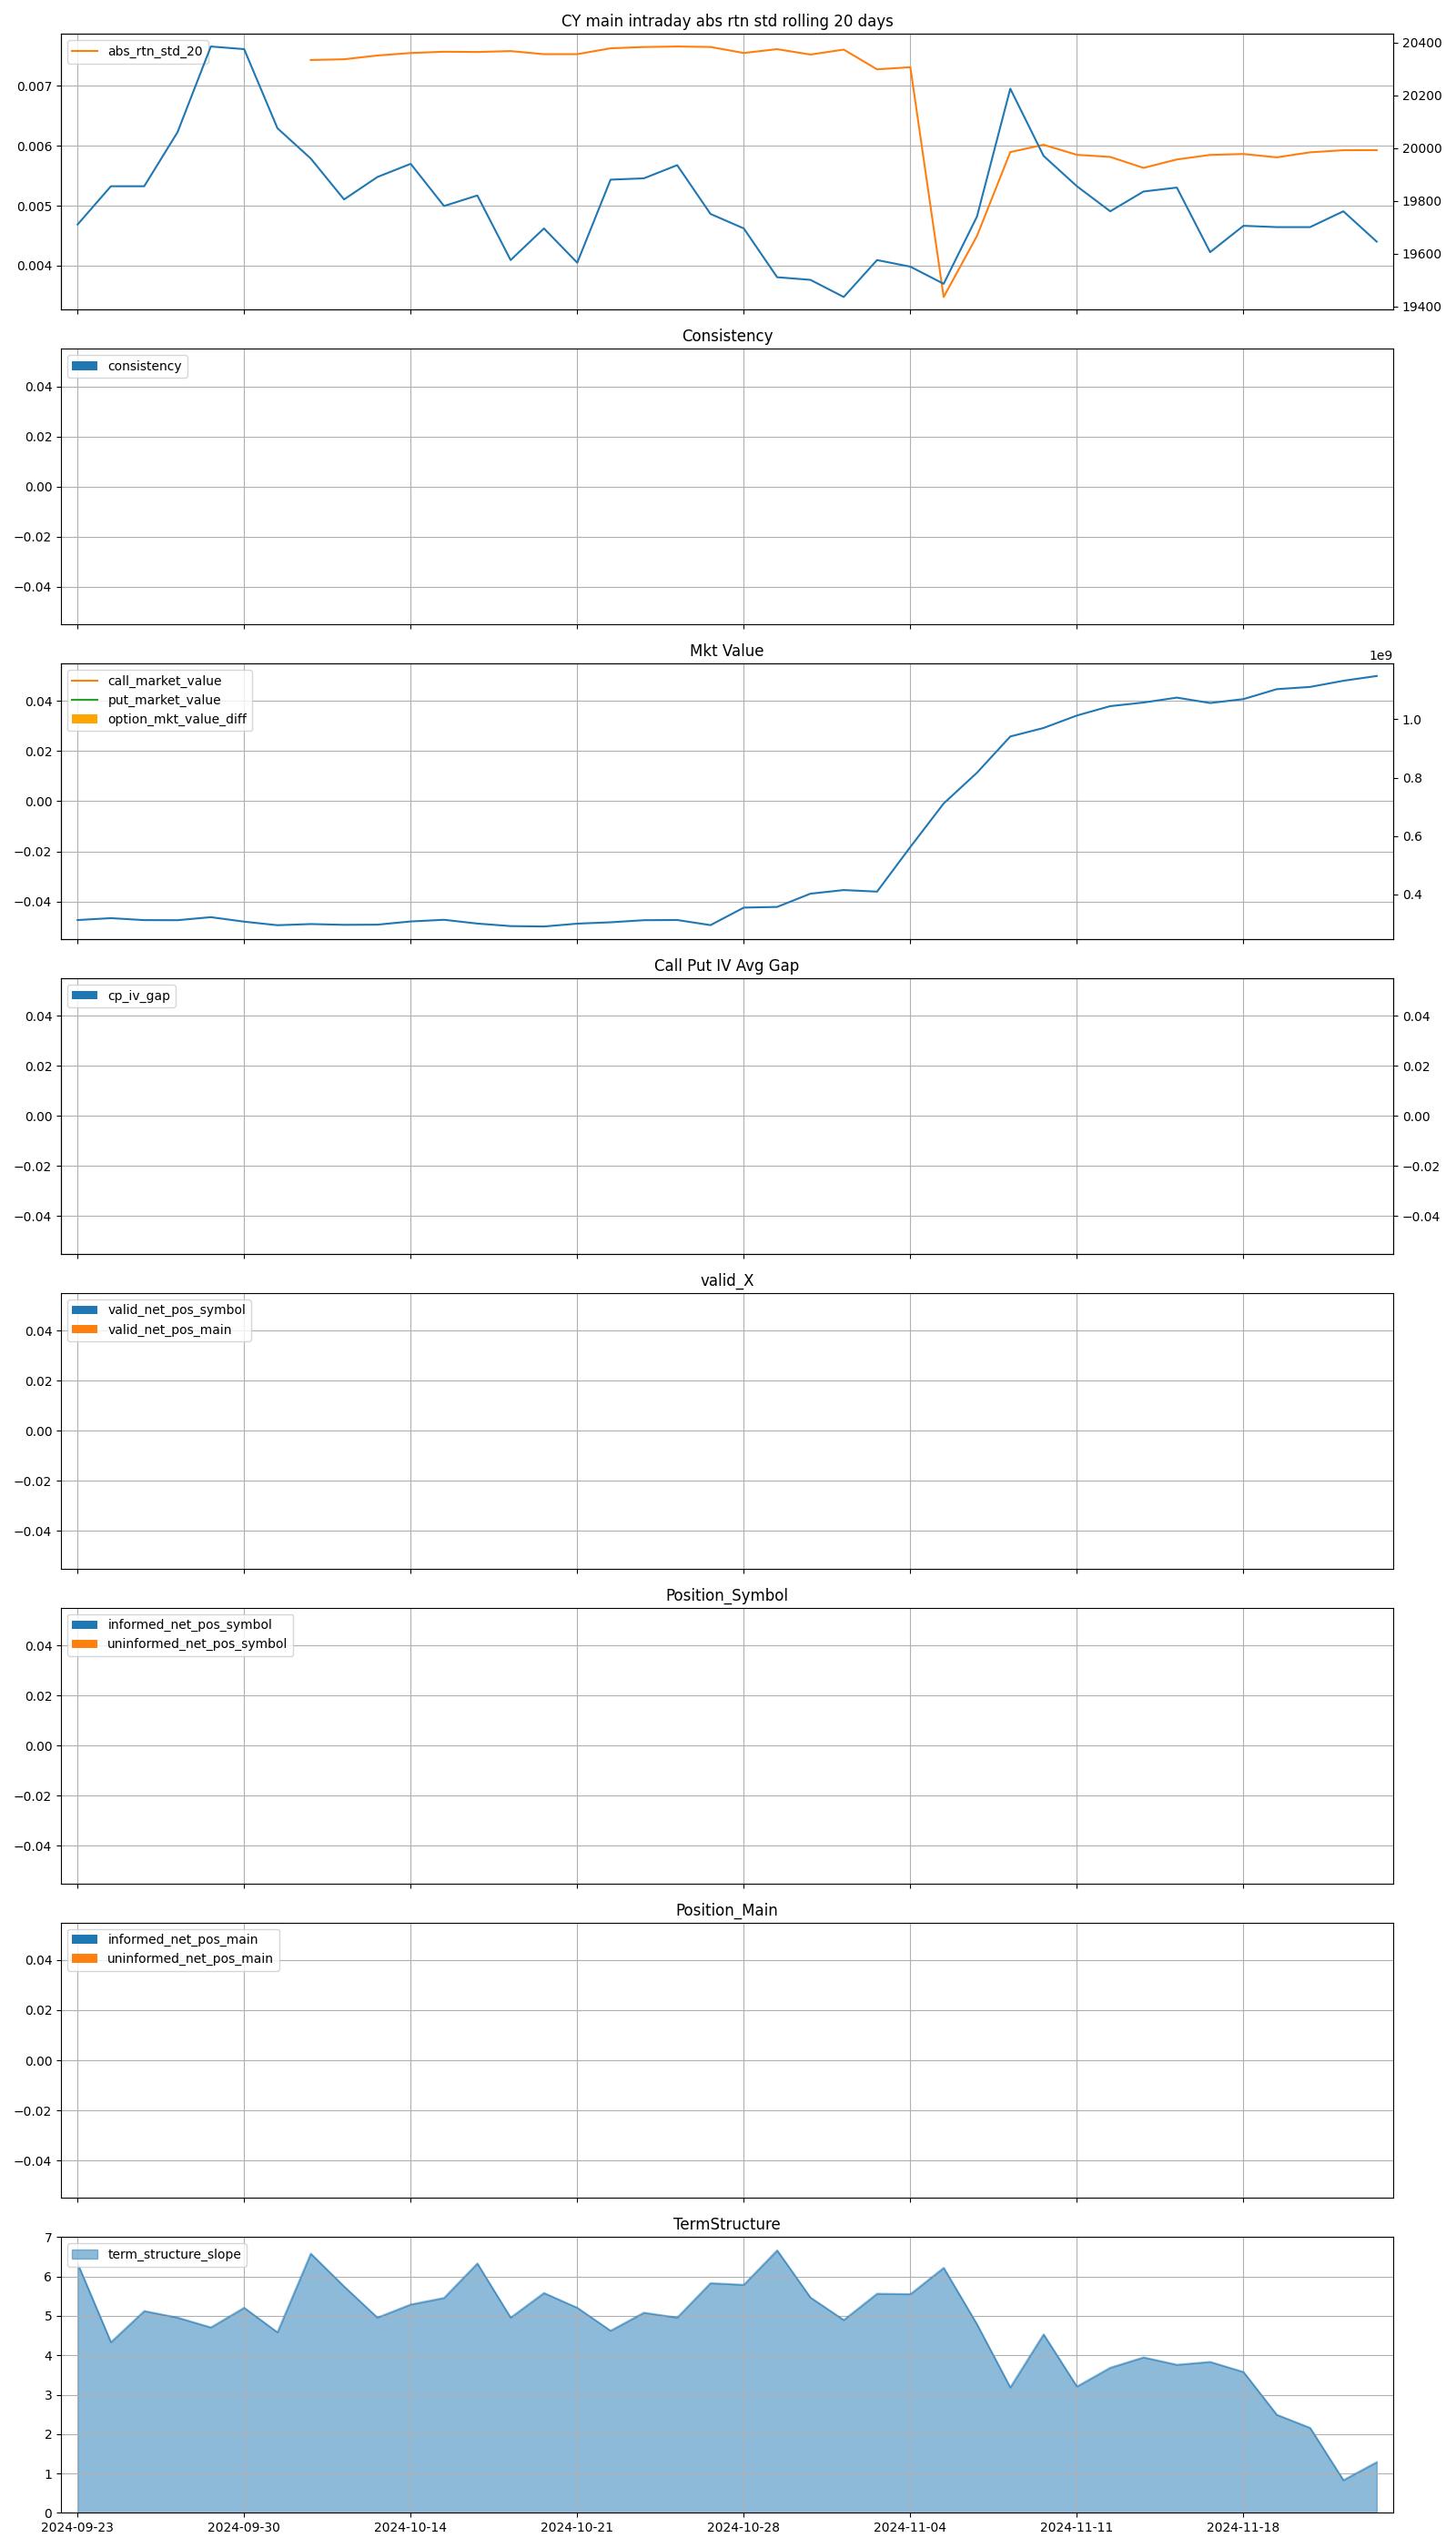 CY main intraday abs rtn std rolling 20 days
abs_rtn_std_20
0.007
0.006
0.005
0.004
20400
20200
20000
19800
19600
19400
Consistency
consistency
0.04
0.02
0.00
−0.02
−0.04
Mkt Value
1e9
call_market_value
put_market_value
option_mkt_value_diff
0.04
0.02
0.00
−0.02
−0.04
1.0
0.8
0.6
0.4
Call Put IV Avg Gap
cp_iv_gap
0.04
0.02
0.00
−0.02
−0.04
0.04
0.02
0.00
−0.02
−0.04
valid_X
valid_net_pos_symbol
valid_net_pos_main
0.04
0.02
0.00
−0.02
−0.04
Position_Symbol
informed_net_pos_symbol
uninformed_net_pos_symbol
0.04
0.02
0.00
−0.02
−0.04
Position_Main
informed_net_pos_main
uninformed_net_pos_main
0.04
0.02
0.00
−0.02
−0.04
TermStructure
term_structure_slope
7
6
5
4
3
2
1
0
2024-09-23 2024-09-30 2024-10-14 2024-10-21 2024-10-28 2024-11-04 2024-11-11 2024-11-18